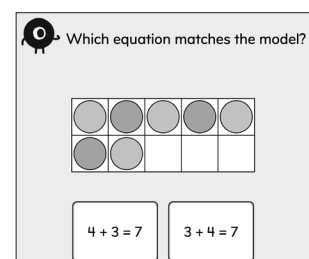 Which equation matches the model?
4 + 3 = 7
3 + 4 = 7